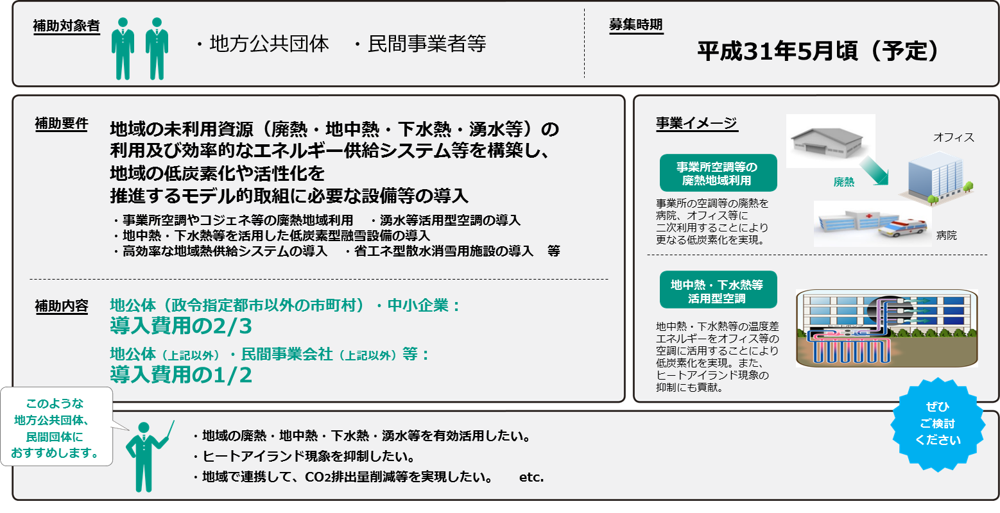 補助対象者
・地方公共団体　・民間事業者等
募集時期
平成31年5月頃（予定）
補助要件
地域の未利用資源（廃熱・地中熱・下水熱・湧水等）の
利用及び効率的なエネルギー供給システム等を構築し、
地域の低炭素化や活性化を
推進するモデル的取組に必要な設備等の導入
・事業所空調やコジェネ等の廃熱地域利用　・湧水等活用型空調の導入
・地中熱・下水熱等を活用した低炭素型融雪設備の導入
・高効率な地域熱供給システムの導入　・省エネ型散水消雪用施設の導入　等
補助内容
地公体（政令指定都市以外の市町村）・中小企業：
導入費用の2/3
地公体（上記以外）・民間事業会社（上記以外）等：
導入費用の1/2
事業イメージ
事業所空調等の
廃熱地域利用
事業所の空調等の廃熱を
病院、オフィス等に
二次利用することにより
更なる低炭素化を実現。
オフィス
廃熱
病院
地中熱・下水熱等
活用型空調
地中熱・下水熱等の温度差
エネルギーをオフィス等の
空調に活用することにより
低炭素化を実現。また、
ヒートアイランド現象の
抑制にも貢献。
ヒートポンプ
このような
地方公共団体、
民間団体に
おすすめします。
・地域の廃熱・地中熱・下水熱・湧水等を有効活用したい。
・ヒートアイランド現象を抑制したい。
・地域で連携して、CO2排出量削減等を実現したい。　etc.
ぜひ
ご検討
ください